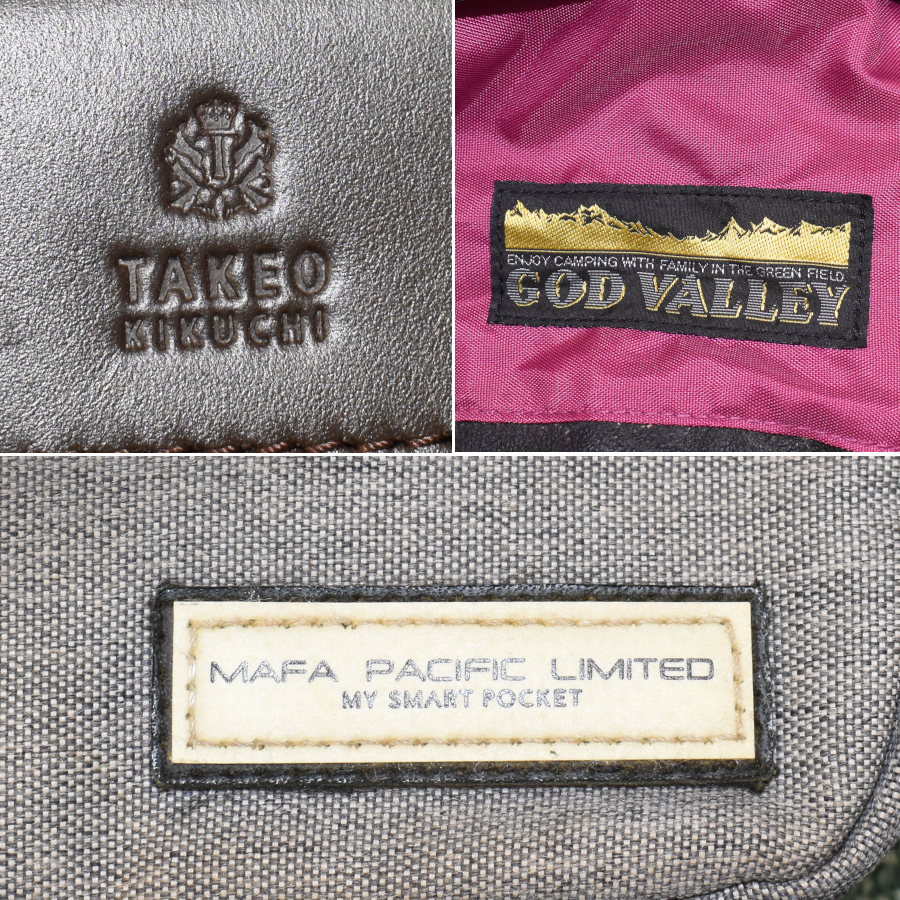 TAKEO
KIKUCHI
ENJOY CAMPING WITH FAMILY IN THE GREEN FIELD.
GOD VALLEY
MAFA PACIFIC LIMITED
MY SMART POCKET